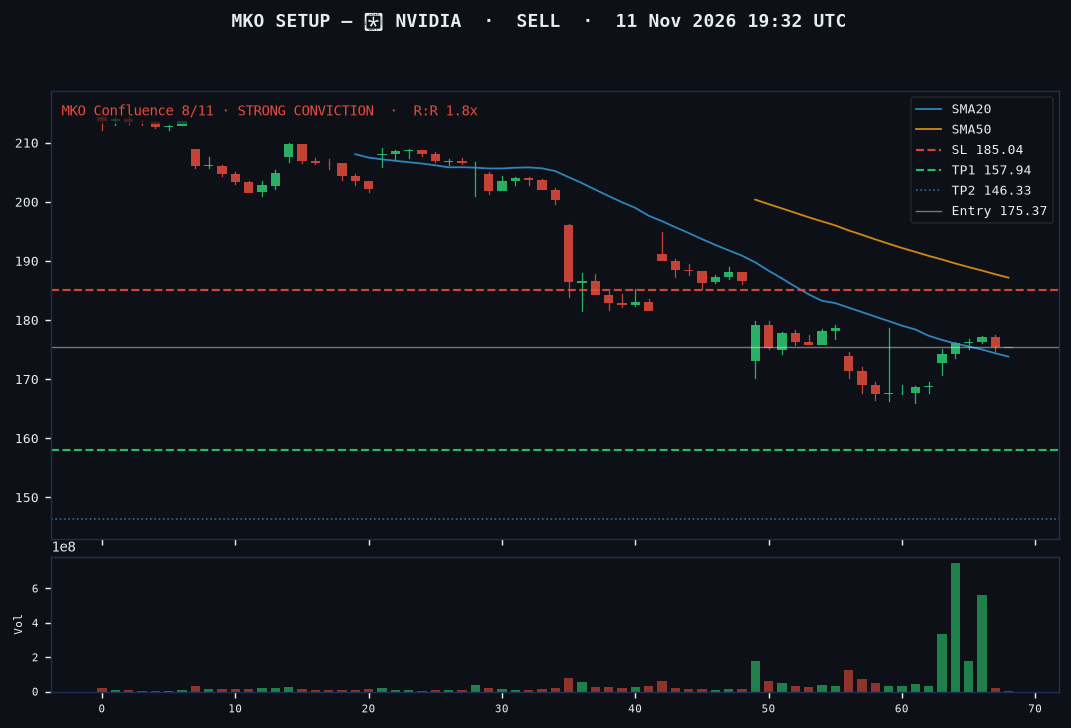 MKO SETUP — NVIDIA · SELL · 11 Nov 2026 19:32 UTC
MKO Confluence 8/11 · STRONG CONVICTION · R:R 1.8x
SMA20
SMA50
SL 185.04
TP1 157.94
TP2 146.33
Entry 175.37
210
200
190
180
170
160
150
1e8
Vol
6
4
2
0
0 10 20 30 40 50 60 70